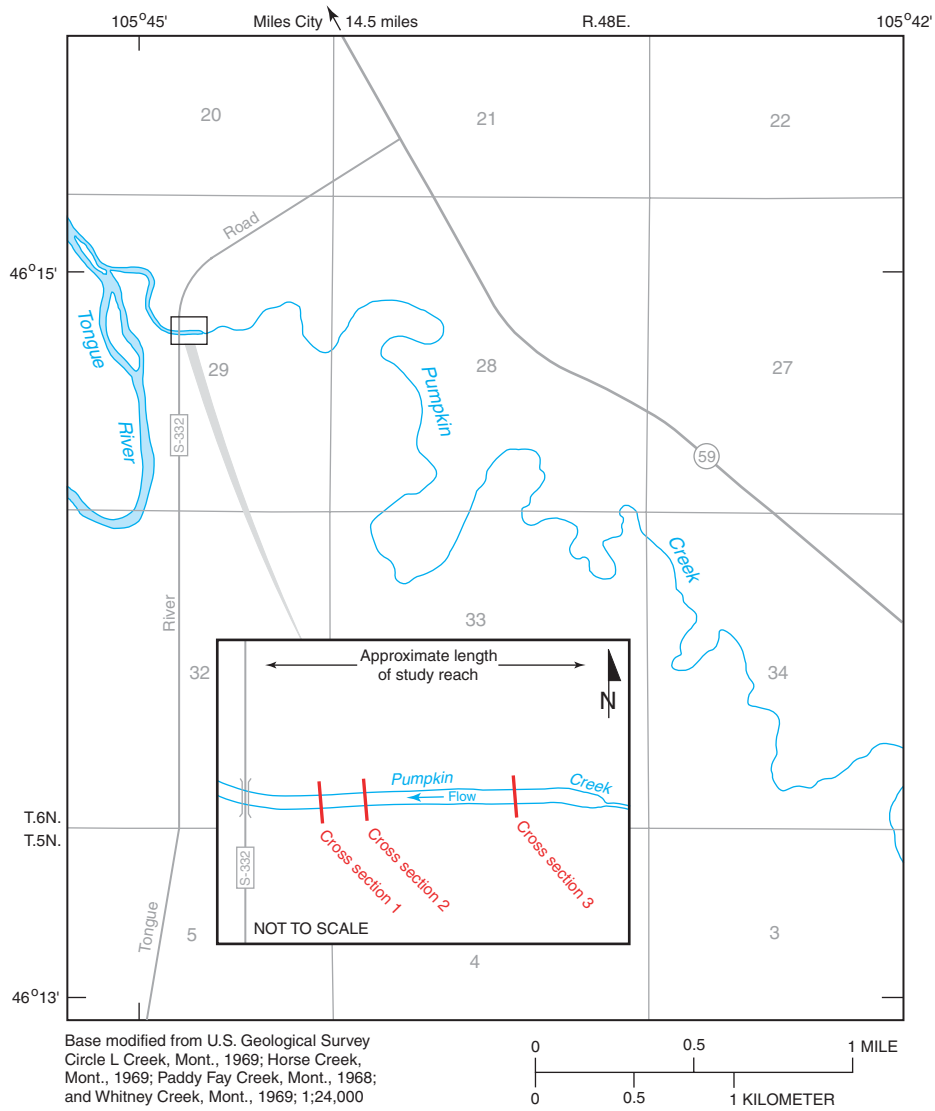 105°45'
Miles City 14.5 miles
R.48E.
105°42'
20
21
22
Road
46°15'
Tongue
River
29
28
27
Pumpkin
S-332
59
Creek
River
33
32
34
Approximate length
of study reach
N
Pumpkin
Creek
Flow
T.6N.
T.5N.
Cross section 1
Cross section 2
Cross section 3
S-332
NOT TO SCALE
Tongue
5
4
3
46°13'
Base modified from U.S. Geological Survey
Circle L Creek, Mont., 1969; Horse Creek,
Mont., 1969; Paddy Fay Creek, Mont., 1968;
and Whitney Creek, Mont., 1969; 1;24,000
0 0.5 1 MILE
0 0.5 1 KILOMETER